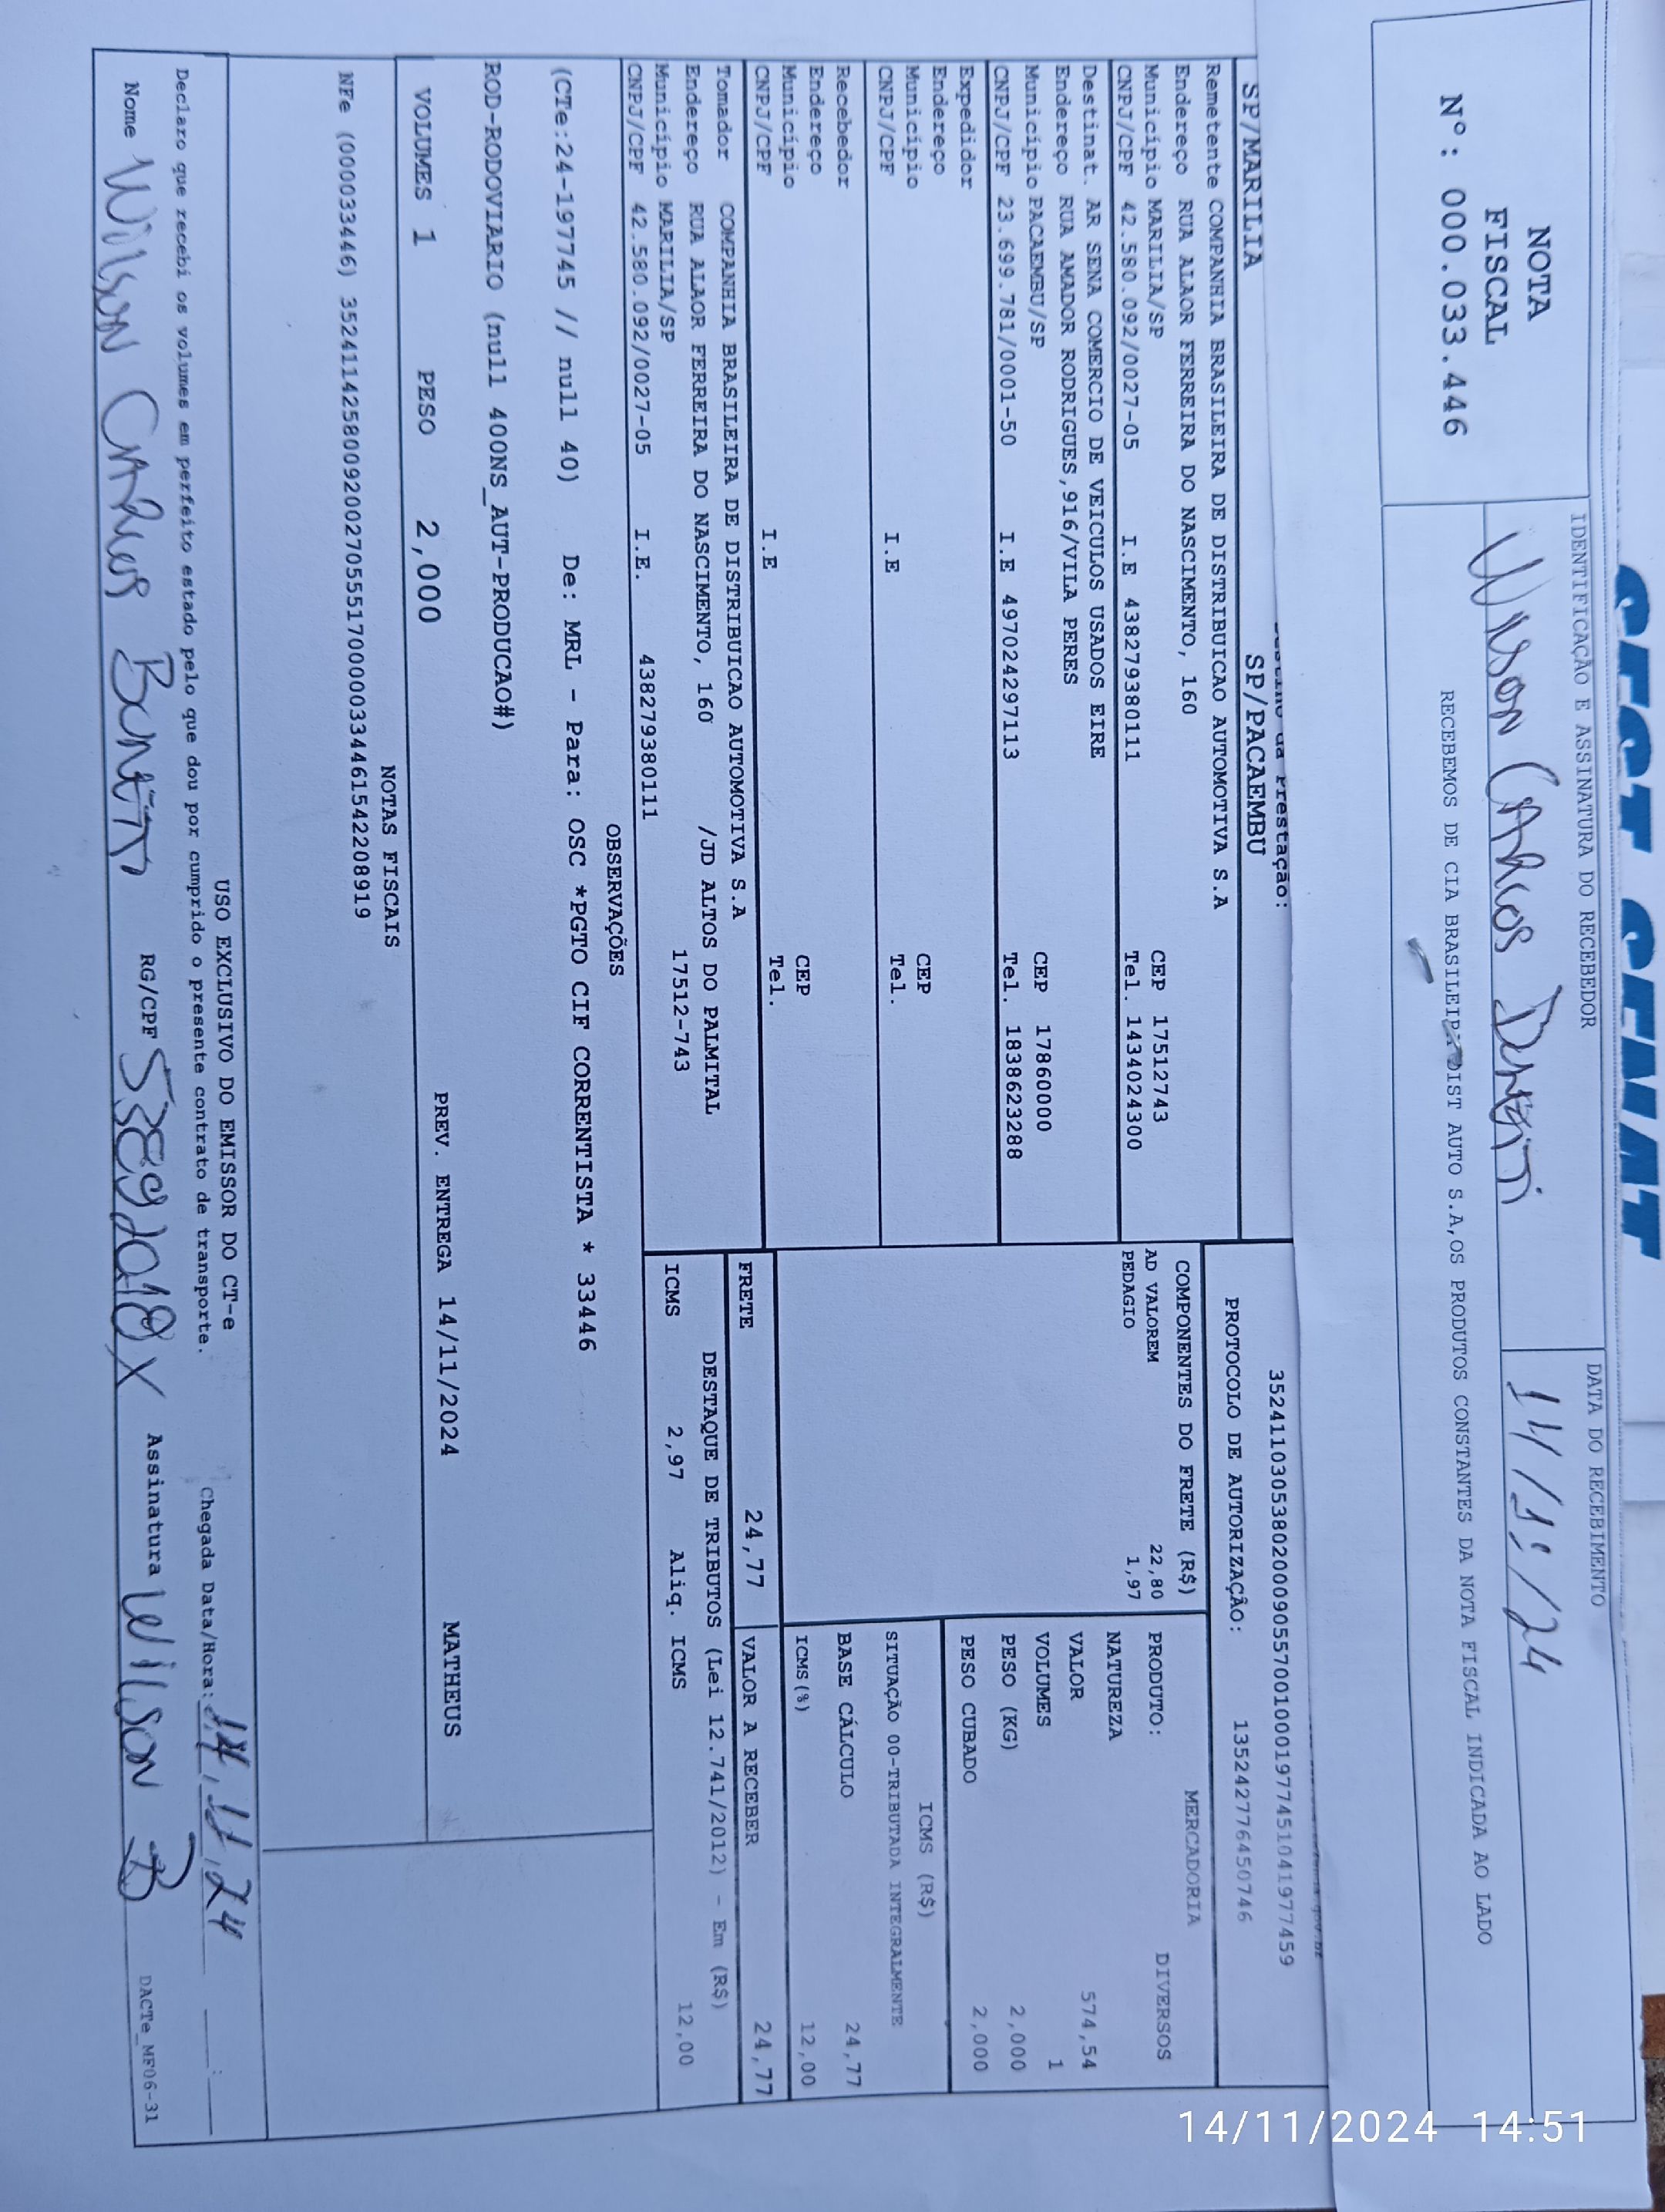 NOTA
FISCAL
Nº: 000.033.446
IDENTIFICAÇÃO E ASSINATURA DO RECEBEDOR
Wilson Carlos
DATA DO RECEBIMENTO
14/11/24
RECEBEMOS DE CIA BRASILEIRA DIST AUTO S.A,OS PRODUTOS CONSTANTES DA NOTA FISCAL INDICADA AO LADO
da Prestação:
SP/MARILIA SP/PACAEMBU
Remetente COMPANHIA BRASILEIRA DE DISTRIBUICAO AUTOMOTIVA S.A
Endereço RUA ALAOR FERREIRA DO NASCIMENTO, 160
Município MARILIA/SP CEP 17512743
CNPJ/CPF 42.580.092/0027-05 I.E 438279380111 Tel. 1434024300
Destinat. AR SENA COMERCIO DE VEICULOS USADOS EIRE
Endereço RUA AMADOR RODRIGUES,916/VILA PERES
Município PACAEMBU/SP CEP 17860000
CNPJ/CPF 23.699.781/0001-50 I.E 497024297113 Tel. 1838623288
Expedidor
Endereço
Município CEP
CNPJ/CPF I.E Tel.
Recebedor
Endereço
Município CEP
CNPJ/CPF I.E Tel.
Tomador COMPANHIA BRASILEIRA DE DISTRIBUICAO AUTOMOTIVA S.A
Endereço RUA ALAOR FERREIRA DO NASCIMENTO, 160 /JD ALTOS DO PALMITAL
Município MARILIA/SP 17512-743
CNPJ/CPF 42.580.092/0027-05 I.E. 438279380111
35241103053802000905570010001977451041977459
PROTOCOLO DE AUTORIZAÇÃO: 135242776450746
COMPONENTES DO FRETE (R$)
AD VALOREM 22,80
PEDAGIO 1,97
MERCADORIA
PRODUTO: DIVERSOS
NATUREZA
VALOR 574,54
VOLUMES 1
PESO (KG) 2,000
PESO CUBADO 2,000
ICMS (R$)
SITUAÇÃO 00-TRIBUTADA INTEGRALMENTE
BASE CÁLCULO 24,77
ICMS(%) 12,00
FRETE 24,77 VALOR A RECEBER 24,77
DESTAQUE DE TRIBUTOS (Lei 12.741/2012) - Em (R$)
ICMS 2,97 Aliq. ICMS 12,00
OBSERVAÇÕES
(CTe:24-197745 // null 40) De: MRL - Para: OSC *PGTO CIF CORRENTISTA * 33446
ROD-RODOVIARIO (null 400NS_AUT-PRODUCAO#)
VOLUMES 1 PESO 2,000 PREV. ENTREGA 14/11/2024 MATHEUS
NOTAS FISCAIS
NFe (000033446) 35241142580092002705551700000334461542208919
USO EXCLUSIVO DO EMISSOR DO CT-e
Declaro que recebi os volumes em perfeito estado pelo que dou por cumprido o presente contrato de transporte.
Chegada Data/Hora: 14, 11, 24 :
Nome Wilson Carlos RG/CPF Assinatura Wilson B
DACTe_MF06-31
14/11/2024 14:51